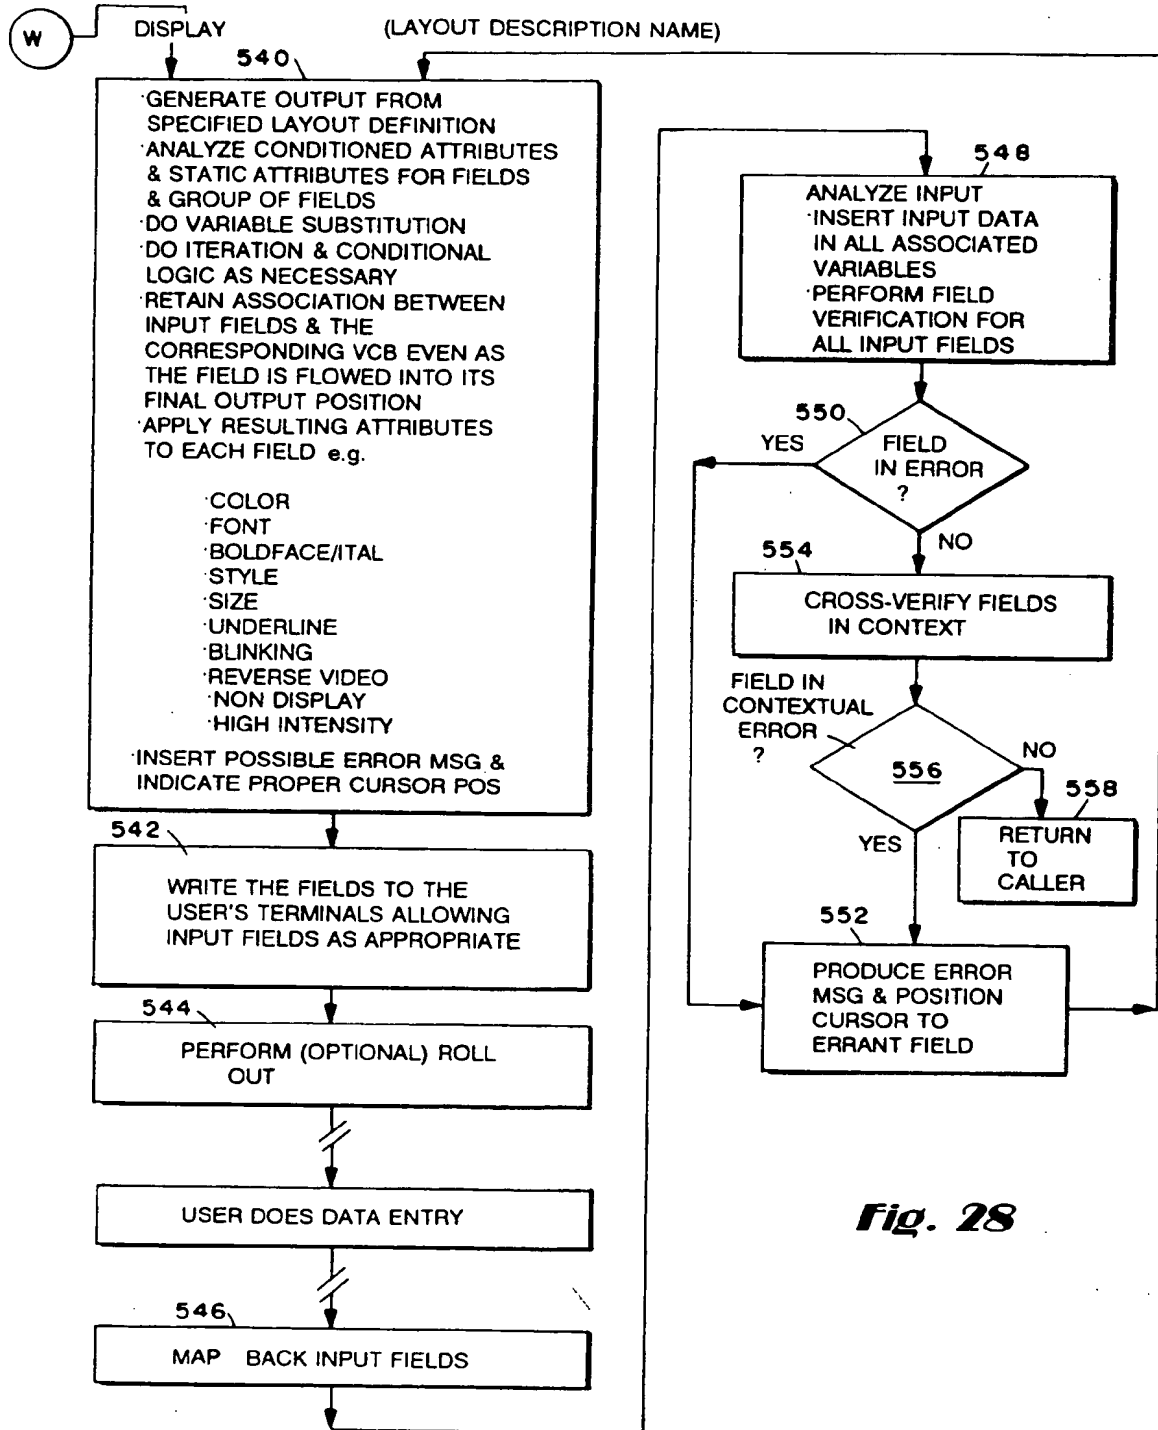 W
DISPLAY
(LAYOUT DESCRIPTION NAME)
540
·GENERATE OUTPUT FROM
SPECIFIED LAYOUT DEFINITION
·ANALYZE CONDITIONED ATTRIBUTES
& STATIC ATTRIBUTES FOR FIELDS
& GROUP OF FIELDS
·DO VARIABLE SUBSTITUTION
·DO ITERATION & CONDITIONAL
LOGIC AS NECESSARY
·RETAIN ASSOCIATION BETWEEN
INPUT FIELDS & THE
CORRESPONDING VCB EVEN AS
THE FIELD IS FLOWED INTO ITS
FINAL OUTPUT POSITION
·APPLY RESULTING ATTRIBUTES
TO EACH FIELD e.g.
·COLOR
·FONT
·BOLDFACE/ITAL
·STYLE
·SIZE
·UNDERLINE
·BLINKING
·REVERSE VIDEO
·NON DISPLAY
·HIGH INTENSITY
·INSERT POSSIBLE ERROR MSG &
INDICATE PROPER CURSOR POS
542
WRITE THE FIELDS TO THE
USER'S TERMINALS ALLOWING
INPUT FIELDS AS APPROPRIATE
544
PERFORM (OPTIONAL) ROLL
OUT
USER DOES DATA ENTRY
546
MAP BACK INPUT FIELDS
548
ANALYZE INPUT
·INSERT INPUT DATA
IN ALL ASSOCIATED
VARIABLES
·PERFORM FIELD
VERIFICATION FOR
ALL INPUT FIELDS
550
YES
FIELD
IN ERROR
?
NO
554
CROSS-VERIFY FIELDS
IN CONTEXT
FIELD IN
CONTEXTUAL
ERROR
?
556
NO
558
YES
RETURN
TO
CALLER
552
PRODUCE ERROR
MSG & POSITION
CURSOR TO
ERRANT FIELD
Fig. 28